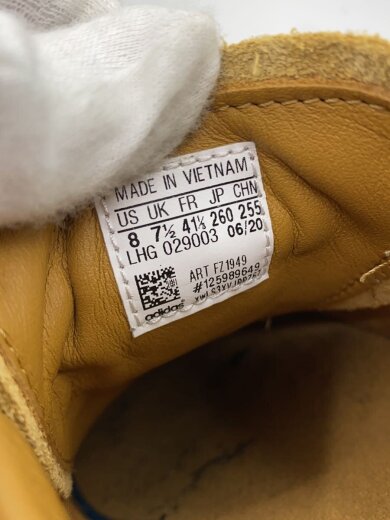 MADE IN VIETNAM
US UK FR JP CHN
8 7½ 41⅓ 260 255
LHG 029003 06/20
ART FZ1949
#125989649
adidas